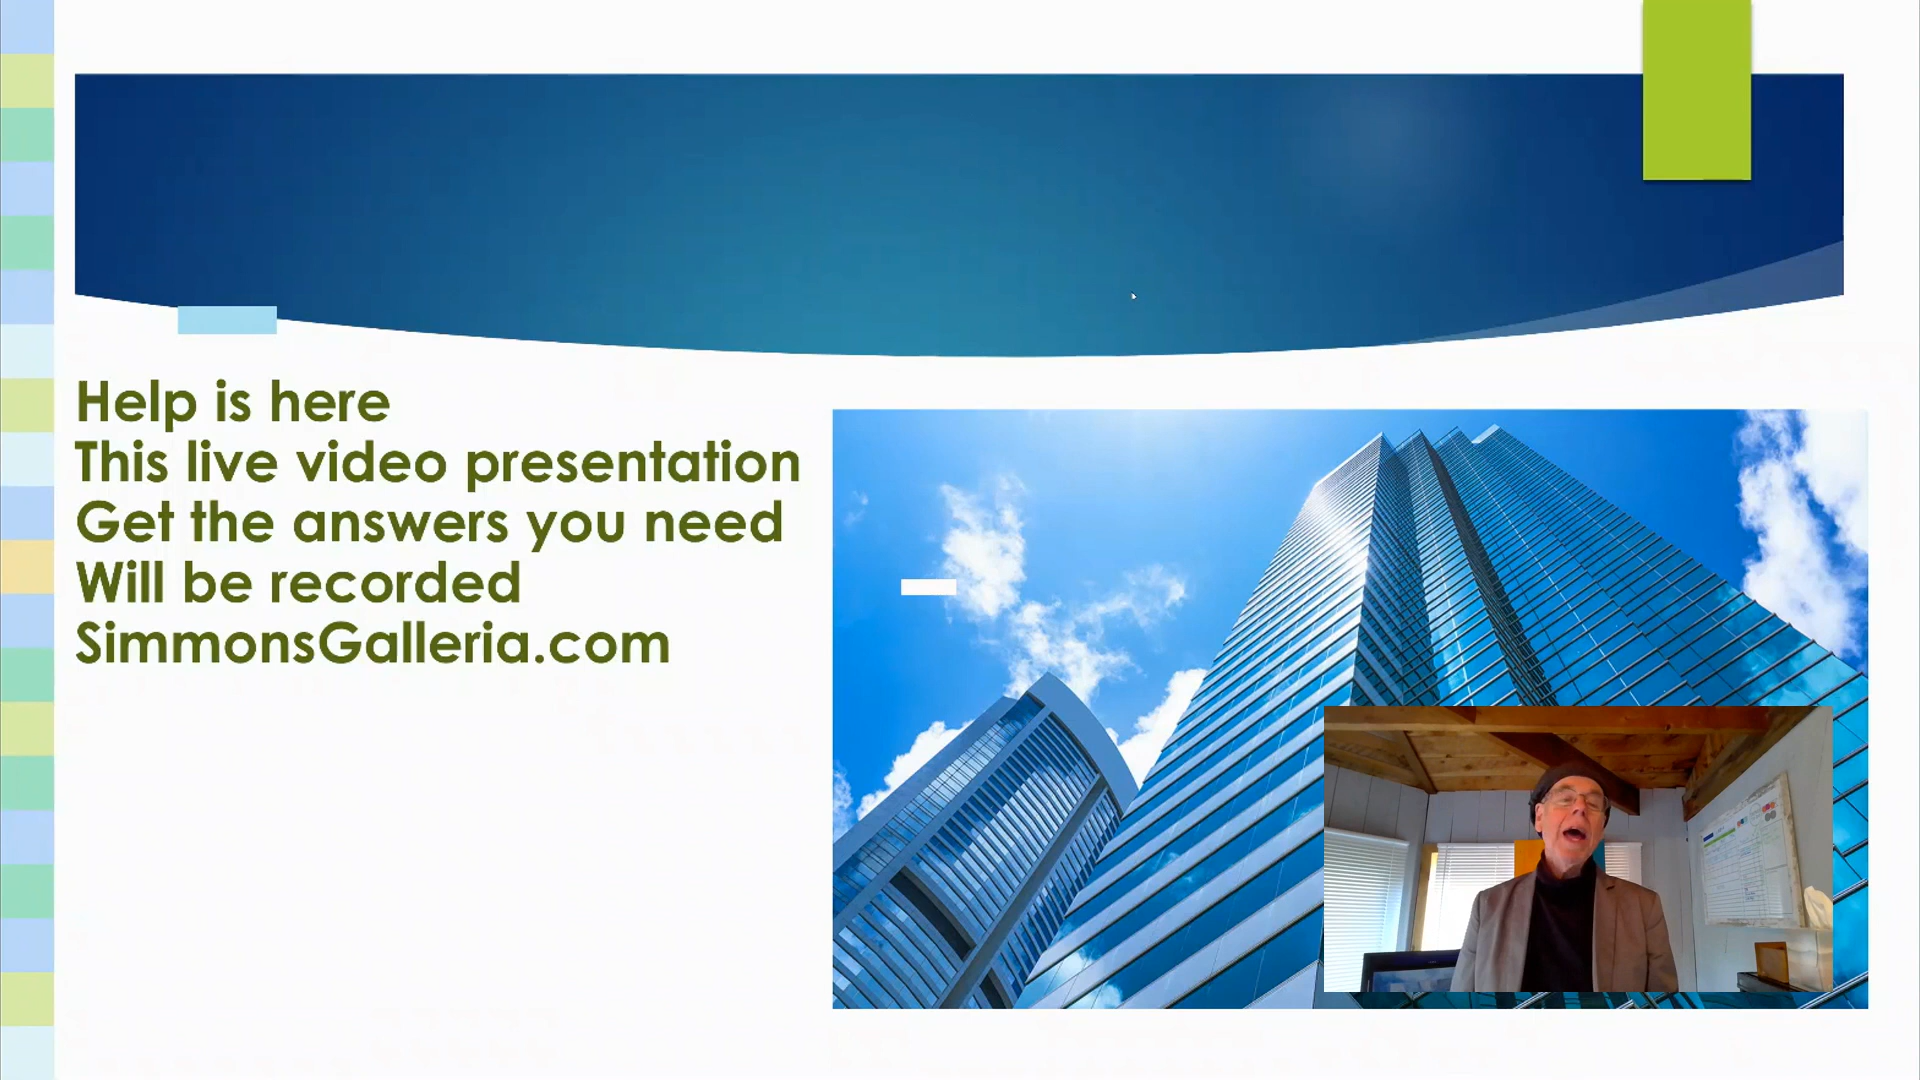 Help is here
This live video presentation
Get the answers you need
Will be recorded
SimmonsGalleria.com